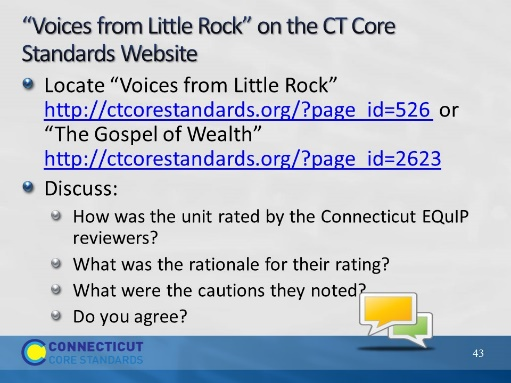 “Voices from Little Rock” on the CT Core
Standards Website
Locate “Voices from Little Rock”
http://ctcorestandards.org/?page_id=526 or
“The Gospel of Wealth”
http://ctcorestandards.org/?page_id=2623
Discuss:
How was the unit rated by the Connecticut EQuIP
reviewers?
What was the rationale for their rating?
What were the cautions they noted?
Do you agree?
CONNECTICUT
CORE STANDARDS
43